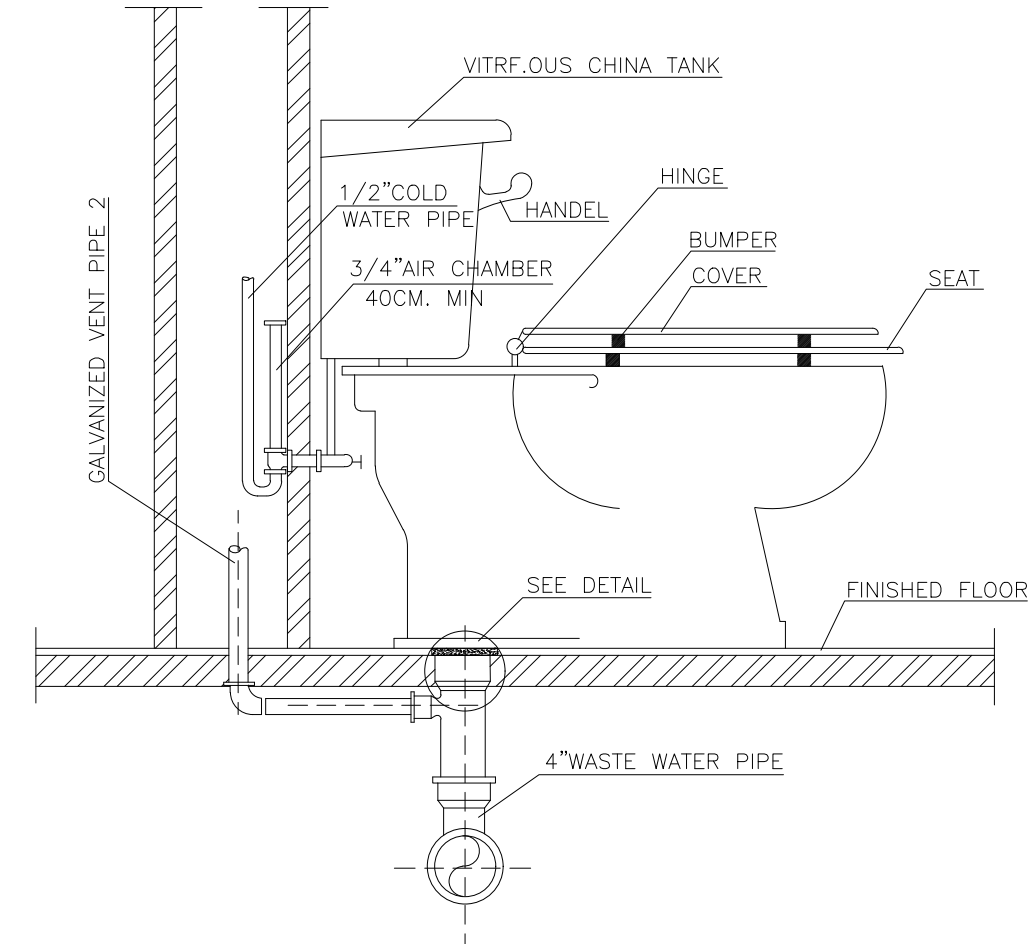 VITRF.OUS CHINA TANK
HINGE
1/2"COLD
WATER PIPE
HANDEL
GALVANIZED VENT PIPE 2
BUMPER
3/4"AIR CHAMBER
40CM. MIN
COVER
SEAT
SEE DETAIL
FINISHED FLOOR
4"WASTE WATER PIPE